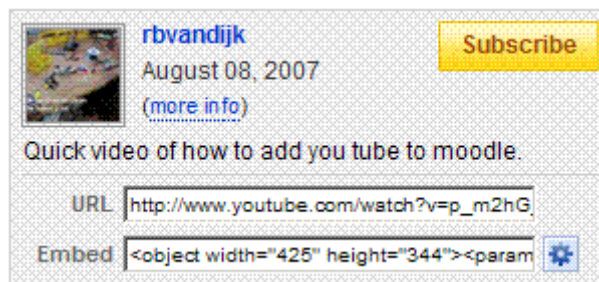 rbvandijk
Subscribe
August 08, 2007
(more info)
Quick video of how to add you tube to moodle.
URL http://www.youtube.com/watch?v=p_m2hG
Embed <object width="425" height="344"><param